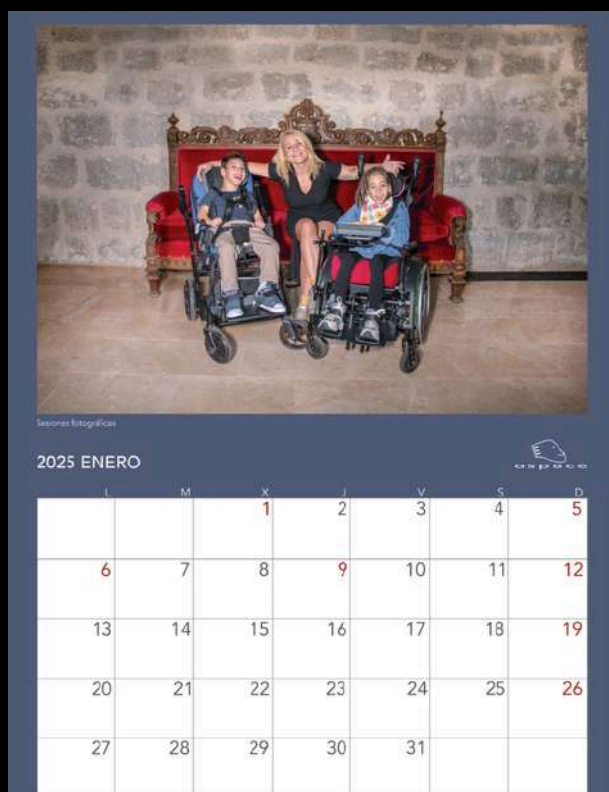 Sesiones fotográficas
2025 ENERO
aspace
L M X J V S D
1 2 3 4 5
6 7 8 9 10 11 12
13 14 15 16 17 18 19
20 21 22 23 24 25 26
27 28 29 30 31